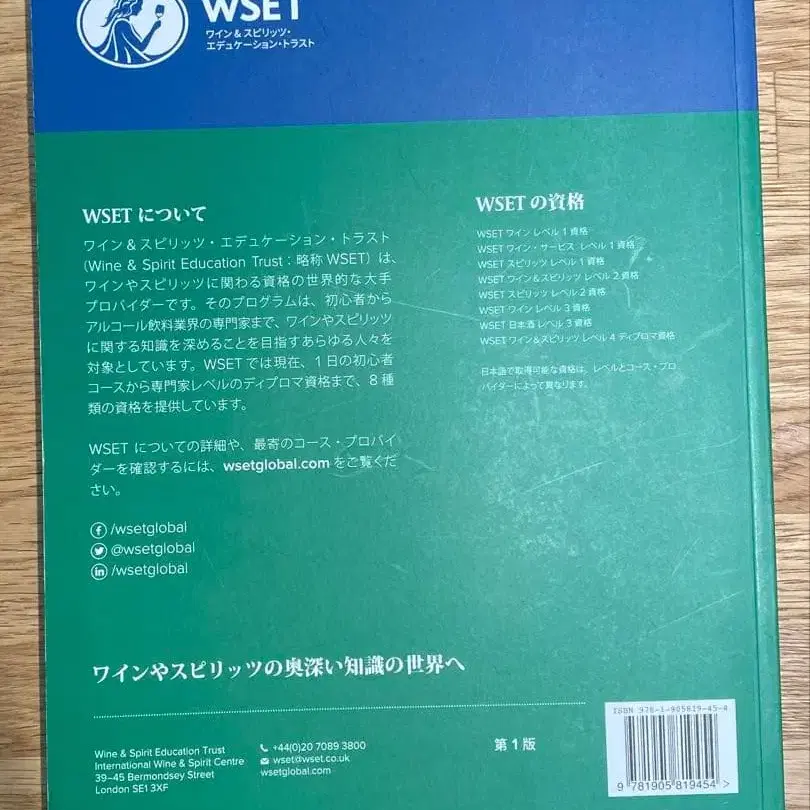 WSET
ワイン & スピリッツ・
エデュケーション・トラスト
WSET について
ワイン & スピリッツ・エデュケーション・トラスト
(Wine & Spirit Education Trust：略称 WSET) は、
ワインやスピリッツに関わる資格の世界的な大手
プロバイダーです。そのプログラムは、初心者から
アルコール飲料業界の専門家まで、ワインやスピリッツ
に関する知識を深めることを目指すあらゆる人々を
対象としています。WSET では現在、1 日の初心者
コースから専門家レベルのディプロマ資格まで、8 種
類の資格を提供しています。
WSET についての詳細や、最寄のコース・プロバイ
ダーを確認するには、wsetglobal.com をご覧くだ
さい。
/wsetglobal
@wsetglobal
/wsetglobal
WSET の資格
WSET ワイン レベル 1 資格
WSET ワイン・サービス レベル 1 資格
WSET スピリッツ レベル 1 資格
WSET ワイン&スピリッツ レベル 2 資格
WSET スピリッツ レベル 2 資格
WSET ワイン レベル 3 資格
WSET 日本酒 レベル 3 資格
WSET ワイン&スピリッツ レベル 4 ディプロマ資格
日本語で取得可能な資格は、レベルとコース・プロ
バイダーによって異なります。
ワインやスピリッツの奥深い知識の世界へ
Wine & Spirit Education Trust
International Wine & Spirit Centre
39–45 Bermondsey Street
London SE1 3XF
+44(0)20 7089 3800
wset@wset.co.uk
wsetglobal.com
第 1 版
ISBN 978-1-905819-45-4
9 781905 819454 >